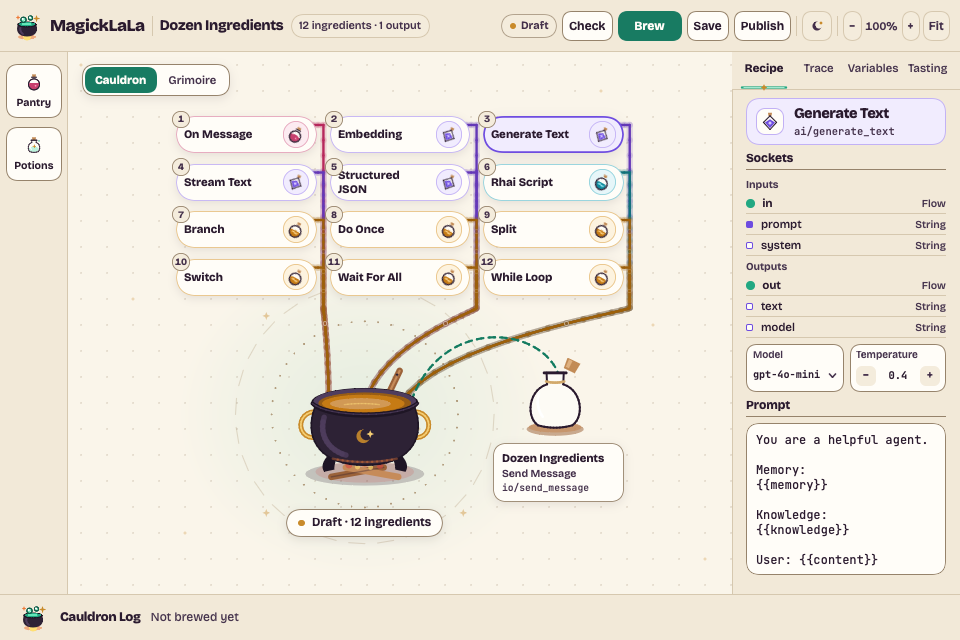 MagickLaLa
Dozen Ingredients
12 ingredients · 1 output
Draft
Check
Brew
Save
Publish
−
100%
+
Fit
Pantry
Potions
Cauldron
Grimoire
1
On Message
2
Embedding
3
Generate Text
4
Stream Text
5
Structured
JSON
6
Rhai Script
7
Branch
8
Do Once
9
Split
10
Switch
11
Wait For All
12
While Loop
Dozen Ingredients
Send Message
io/send_message
Draft · 12 ingredients
Recipe
Trace
Variables
Tasting
Generate Text
ai/generate_text
Sockets
Inputs
in Flow
prompt String
system String
Outputs
out Flow
text String
model String
Model
gpt-4o-mini
Temperature
− 0.4 +
Prompt
You are a helpful agent.
Memory:
{{memory}}
Knowledge:
{{knowledge}}
User: {{content}}
Cauldron Log
Not brewed yet